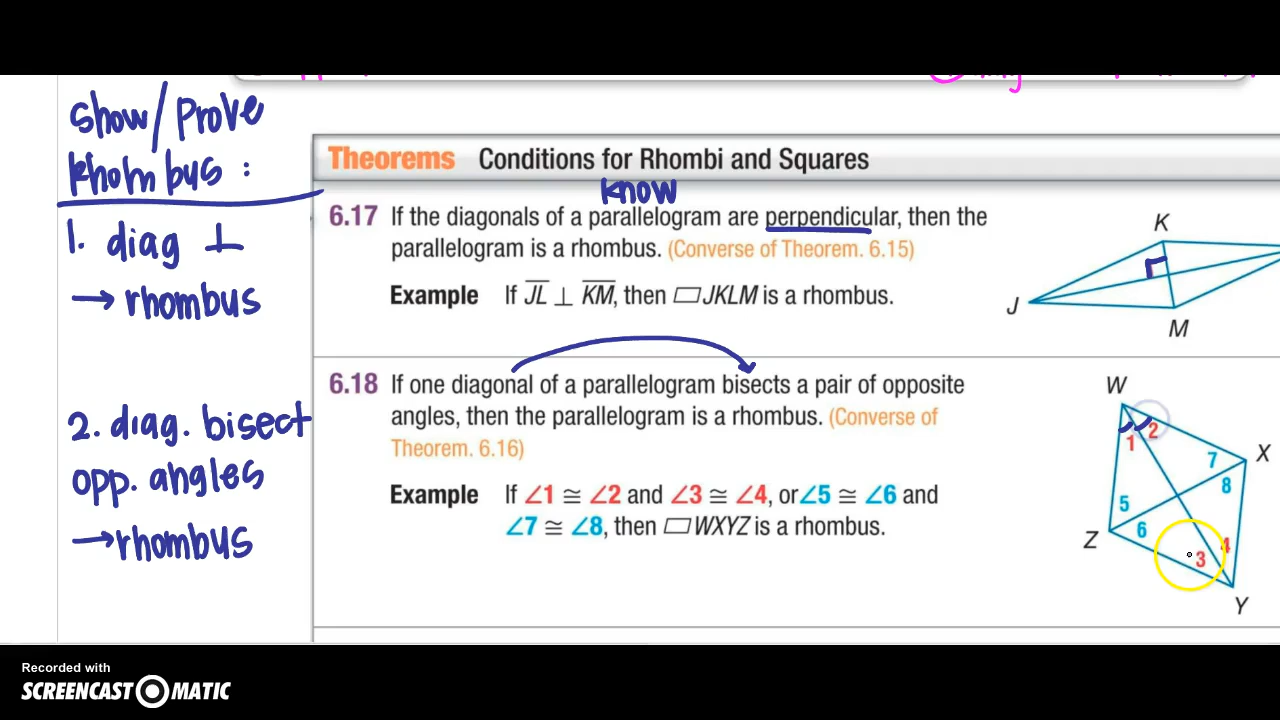 show/prove
rhombus :
1. diag ⊥
→ rhombus
2. diag. bisect
opp. angles
→ rhombus
Theorems Conditions for Rhombi and Squares
know
6.17 If the diagonals of a parallelogram are perpendicular, then the
parallelogram is a rhombus. (Converse of Theorem. 6.15)
Example If JL ⊥ KM, then ▱JKLM is a rhombus.
K
J
M
6.18 If one diagonal of a parallelogram bisects a pair of opposite
angles, then the parallelogram is a rhombus. (Converse of
Theorem. 6.16)
Example If ∠1 ≅ ∠2 and ∠3 ≅ ∠4, or∠5 ≅ ∠6 and
∠7 ≅ ∠8, then ▱WXYZ is a rhombus.
W
1 2
7 X
8
5
Z 6
3 4
Y
Recorded with
SCREENCAST MATIC